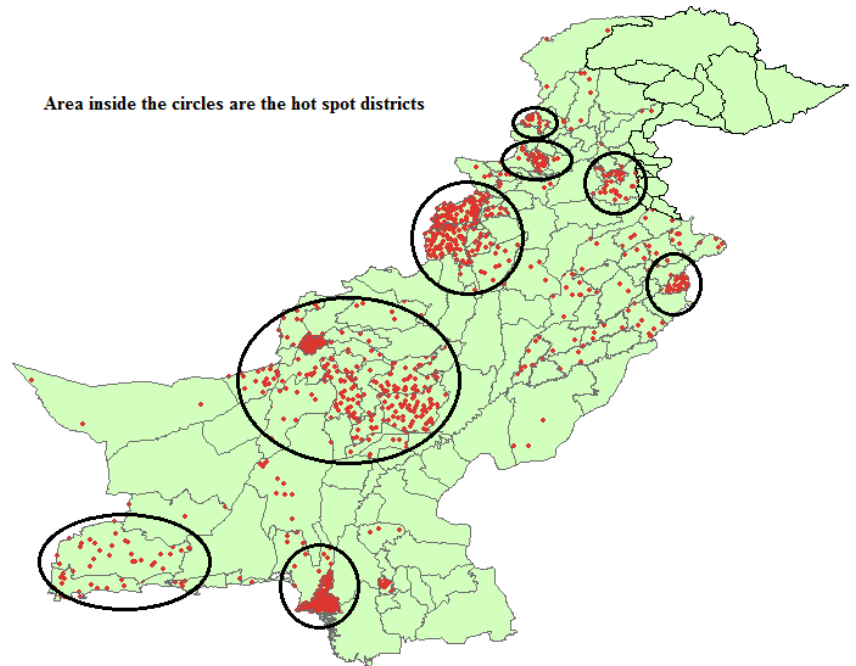 Area inside the circles are the hot spot districts